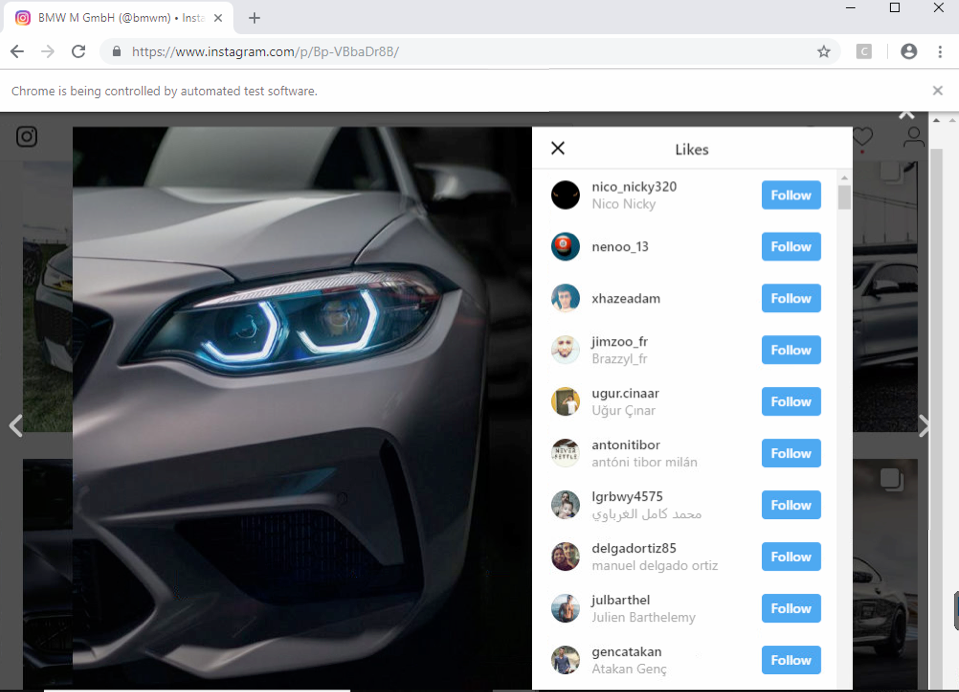 BMW M GmbH (@bmwm) • Insta
https://www.instagram.com/p/Bp-VBbaDr8B/
C
Chrome is being controlled by automated test software.
Likes
nico_nicky320
Nico Nicky
Follow
nenoo_13
Follow
xhazeadam
Follow
jimzoo_fr
Brazzyl_fr
Follow
ugur.cinaar
Uğur Çınar
Follow
antonitibor
antóni tibor milán
Follow
lgrbwy4575
محمد كامل الغرباوي
Follow
delgadortiz85
manuel delgado ortiz
Follow
julbarthel
Julien Barthelemy
Follow
gencatakan
Atakan Genç
Follow